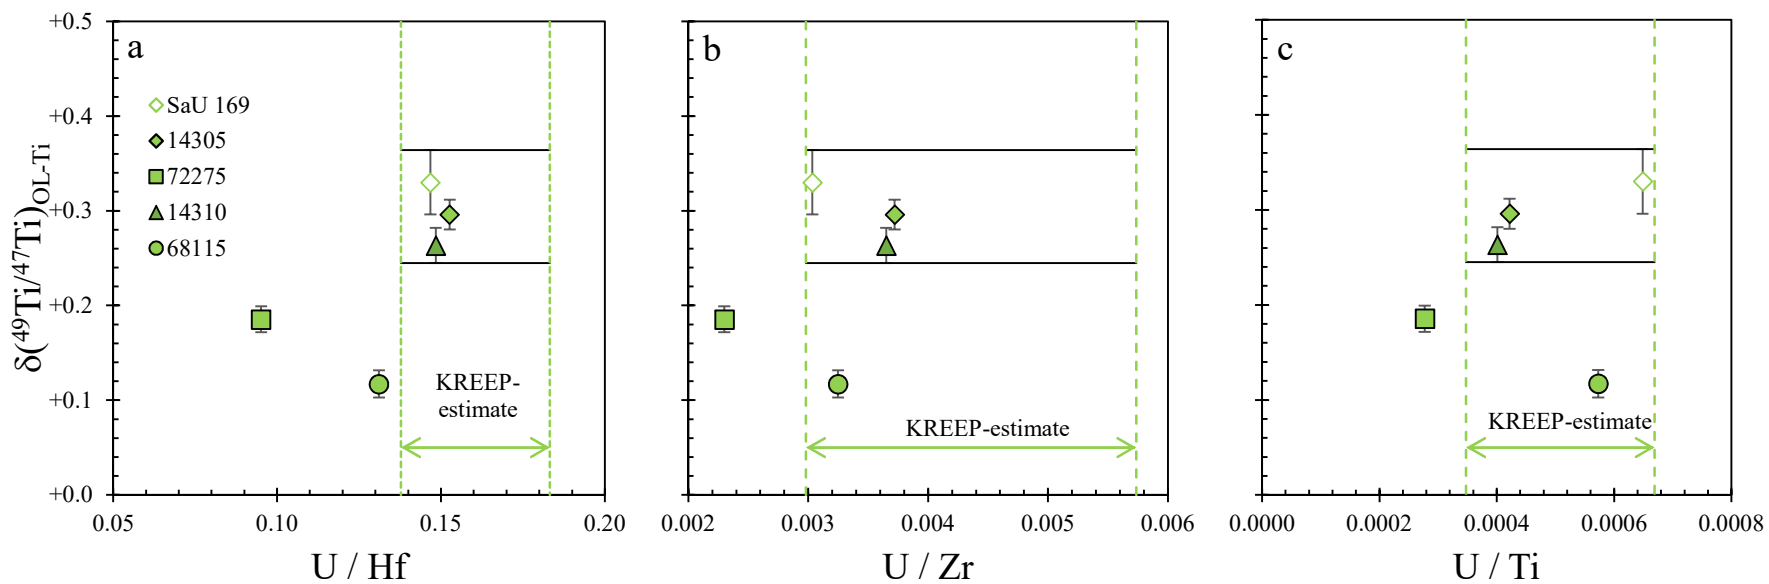 δ(⁴⁹Ti/⁴⁷Ti)OL-Ti
+0.5
+0.4
+0.3
+0.2
+0.1
+0.0
a
SaU 169
14305
72275
14310
68115
KREEP-
estimate
0.05
0.10
0.15
0.20
U / Hf
b
KREEP-estimate
0.002
0.003
0.004
0.005
0.006
U / Zr
c
KREEP-estimate
0.0000
0.0002
0.0004
0.0006
0.0008
U / Ti